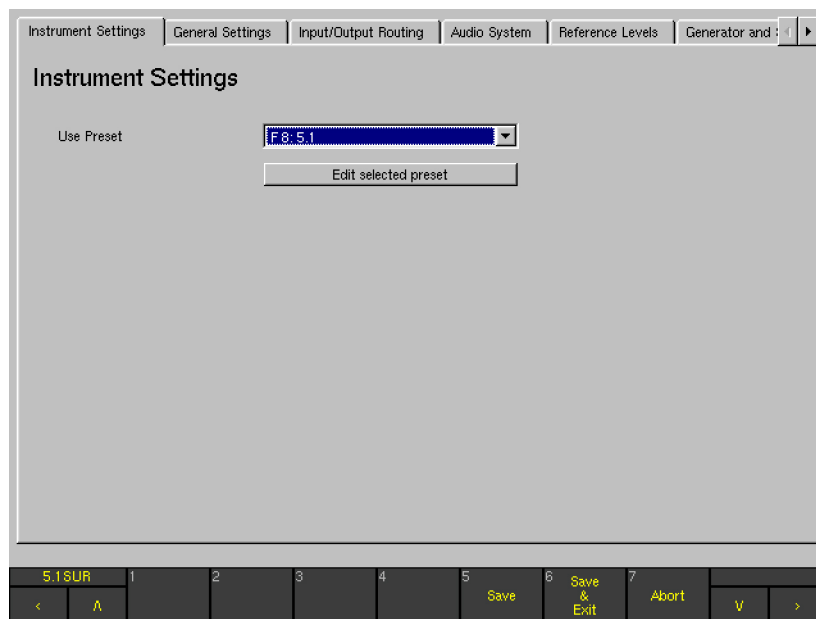 Instrument Settings General Settings Input/Output Routing Audio System Reference Levels Generator and
Instrument Settings
Use Preset F 8: 5.1
Edit selected preset
5.1SUR 1 2 3 4 5 Save 6 Save & Exit 7 Abort
< Λ V >